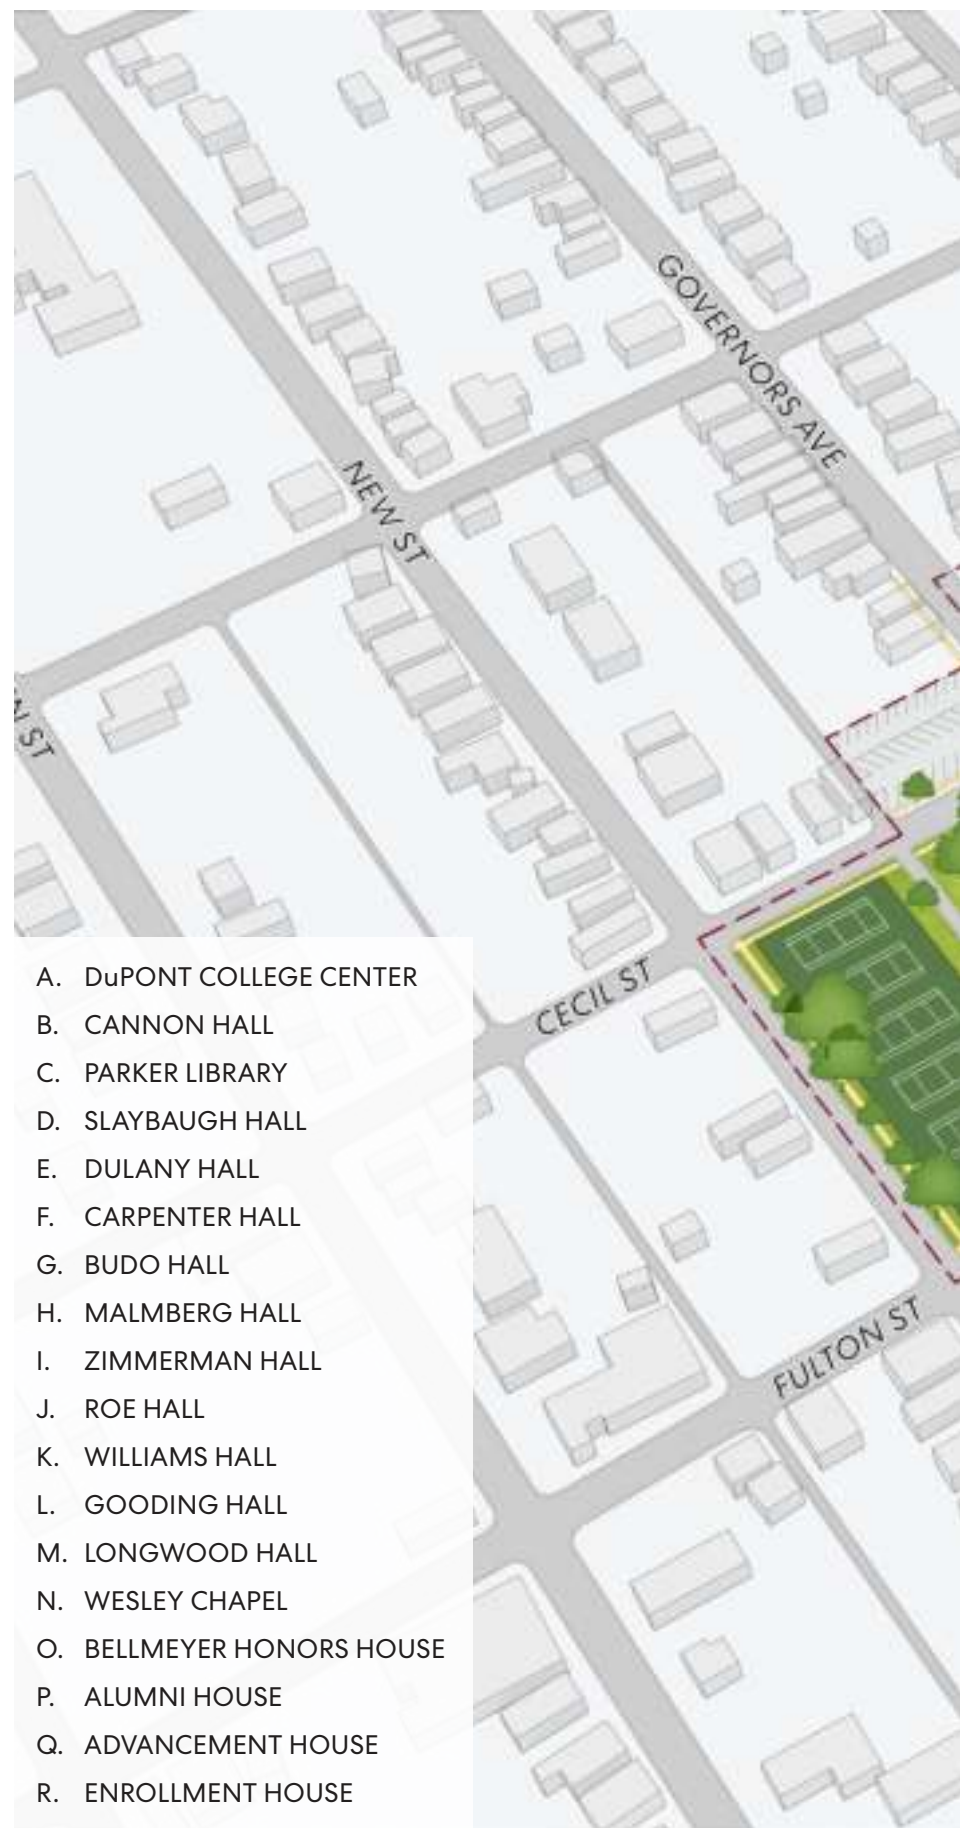 GOVERNORS AVE
NEW ST
N ST
CECIL ST
FULTON ST
A. DuPONT COLLEGE CENTER
B. CANNON HALL
C. PARKER LIBRARY
D. SLAYBAUGH HALL
E. DULANY HALL
F. CARPENTER HALL
G. BUDO HALL
H. MALMBERG HALL
I. ZIMMERMAN HALL
J. ROE HALL
K. WILLIAMS HALL
L. GOODING HALL
M. LONGWOOD HALL
N. WESLEY CHAPEL
O. BELLMEYER HONORS HOUSE
P. ALUMNI HOUSE
Q. ADVANCEMENT HOUSE
R. ENROLLMENT HOUSE